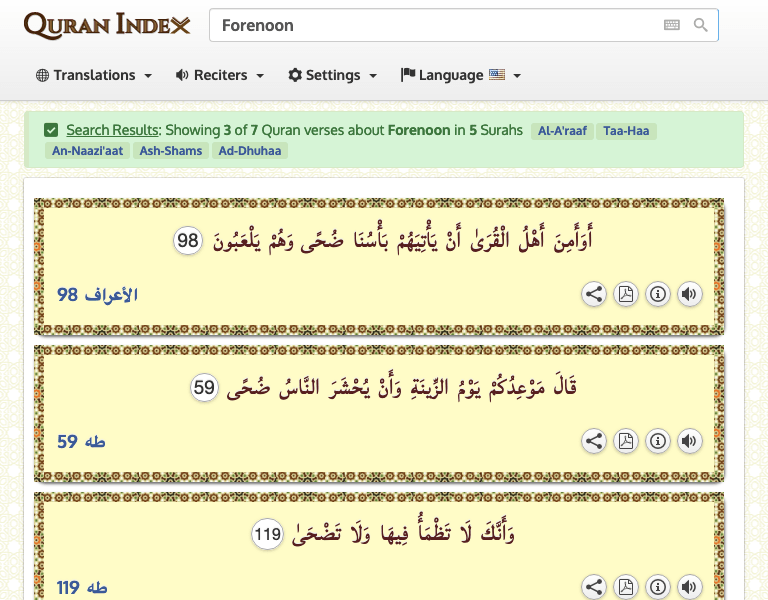 QURAN INDEX
Forenoon
Translations Reciters Settings Language
Search Results: Showing 3 of 7 Quran verses about Forenoon in 5 Surahs Al-A'raaf Taa-Haa
An-Naazi'aat Ash-Shams Ad-Dhuhaa
أَوَأَمِنَ أَهْلُ الْقُرَىٰ أَنْ يَأْتِيَهُمْ بَأْسُنَا ضُحًى وَهُمْ يَلْعَبُونَ 98
الأعراف 98
قَالَ مَوْعِدُكُمْ يَوْمُ الزِّينَةِ وَأَنْ يُحْشَرَ النَّاسُ ضُحًى 59
طه 59
وَأَنَّكَ لَا تَظْمَأُ فِيهَا وَلَا تَضْحَىٰ 119
طه 119